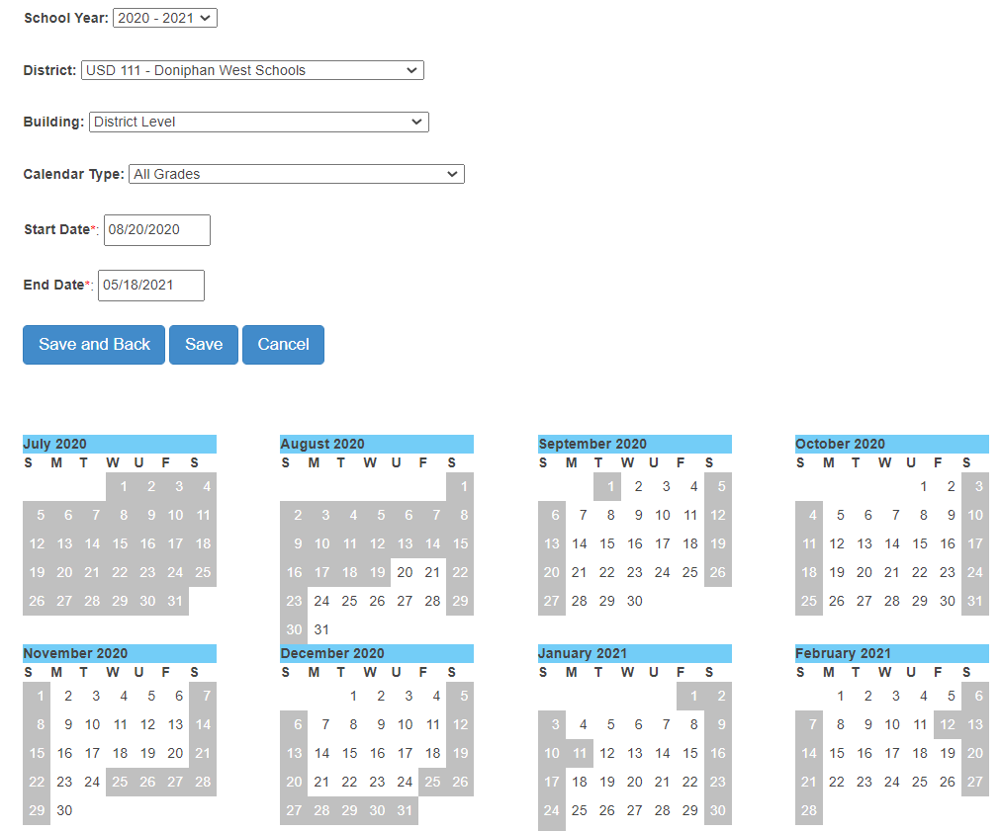 School Year: 2020 - 2021
District: USD 111 - Doniphan West Schools
Building: District Level
Calendar Type: All Grades
Start Date*: 08/20/2020
End Date*: 05/18/2021
Save and Back Save Cancel
July 2020
S M T W U F S
1 2 3 4
5 6 7 8 9 10 11
12 13 14 15 16 17 18
19 20 21 22 23 24 25
26 27 28 29 30 31
August 2020
S M T W U F S
1
2 3 4 5 6 7 8
9 10 11 12 13 14 15
16 17 18 19 20 21 22
23 24 25 26 27 28 29
30 31
September 2020
S M T W U F S
1 2 3 4 5
6 7 8 9 10 11 12
13 14 15 16 17 18 19
20 21 22 23 24 25 26
27 28 29 30
October 2020
S M T W U F S
1 2 3
4 5 6 7 8 9 10
11 12 13 14 15 16 17
18 19 20 21 22 23 24
25 26 27 28 29 30 31
November 2020
S M T W U F S
1 2 3 4 5 6 7
8 9 10 11 12 13 14
15 16 17 18 19 20 21
22 23 24 25 26 27 28
29 30
December 2020
S M T W U F S
1 2 3 4 5
6 7 8 9 10 11 12
13 14 15 16 17 18 19
20 21 22 23 24 25 26
27 28 29 30 31
January 2021
S M T W U F S
1 2
3 4 5 6 7 8 9
10 11 12 13 14 15 16
17 18 19 20 21 22 23
24 25 26 27 28 29 30
February 2021
S M T W U F S
1 2 3 4 5 6
7 8 9 10 11 12 13
14 15 16 17 18 19 20
21 22 23 24 25 26 27
28